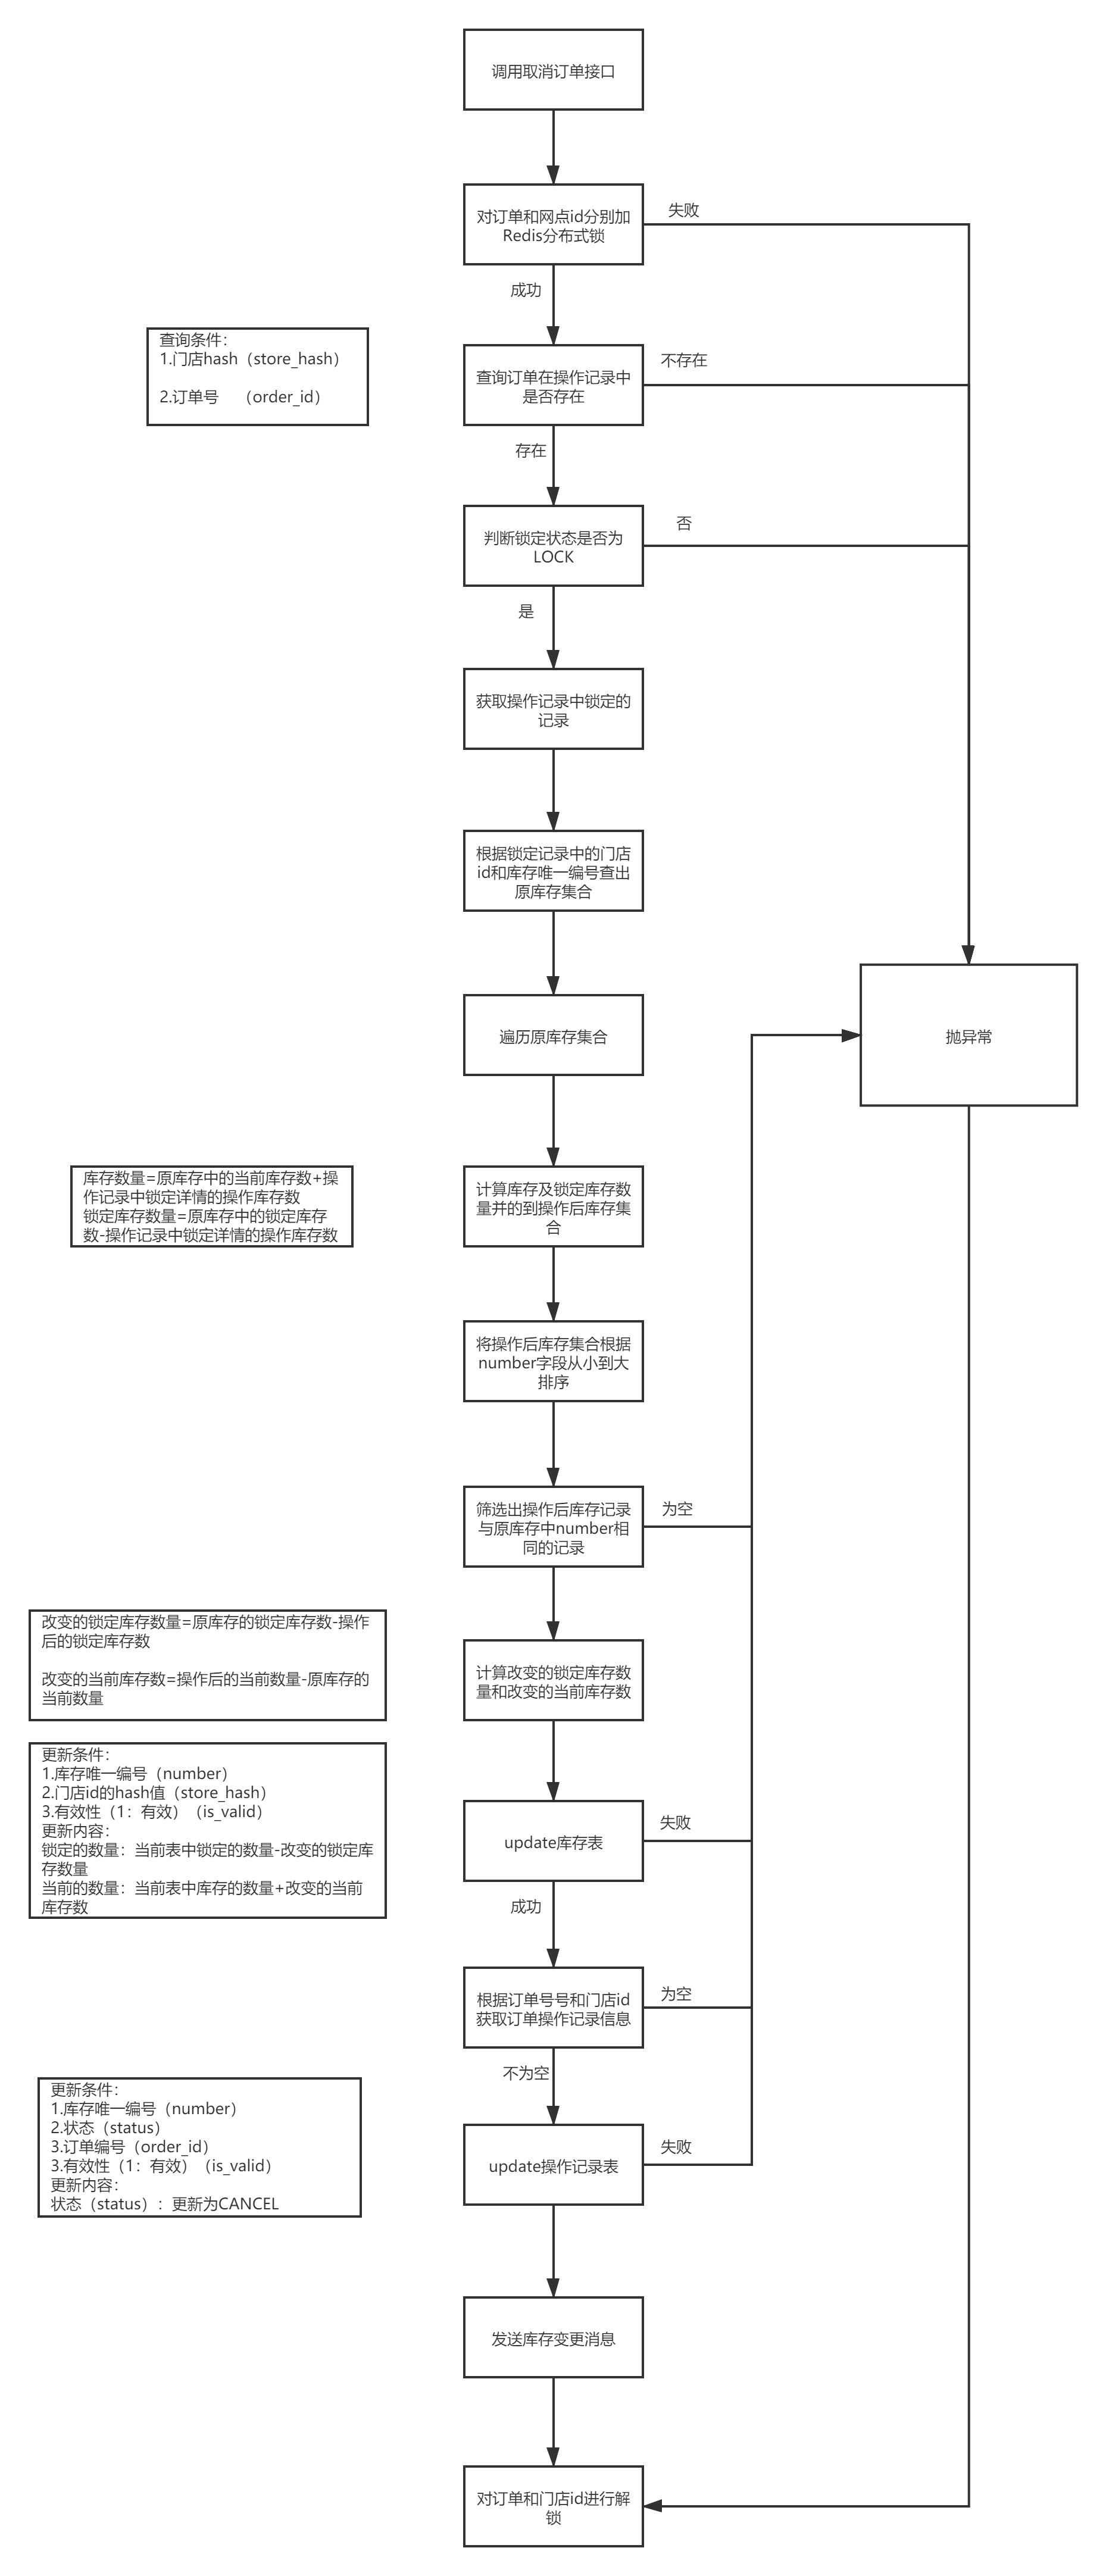 调用取消订单接口
对订单和网点id分别加
Redis分布式锁
失败
成功
查询条件：
1.门店hash（store_hash）
2.订单号　（order_id）
查询订单在操作记录中
是否存在
不存在
存在
判断锁定状态是否为
LOCK
否
是
获取操作记录中锁定的
记录
根据锁定记录中的门店
id和库存唯一编号查出
原库存集合
遍历原库存集合
抛异常
库存数量=原库存中的当前库存数+操
作记录中锁定详情的操作库存数
锁定库存数量=原库存中的锁定库存
数-操作记录中锁定详情的操作库存数
计算库存及锁定库存数
量并的到操作后库存集
合
将操作后库存集合根据
number字段从小到大
排序
筛选出操作后库存记录
与原库存中number相
同的记录
为空
改变的锁定库存数量=原库存的锁定库存数-操作
后的锁定库存数
改变的当前库存数=操作后的当前数量-原库存的
当前数量
计算改变的锁定库存数
量和改变的当前库存数
更新条件：
1.库存唯一编号（number）
2.门店id的hash值（store_hash）
3.有效性（1：有效）（is_valid）
更新内容：
锁定的数量：当前表中锁定的数量-改变的锁定库
存数量
当前的数量：当前表中库存的数量+改变的当前
库存数
update库存表
失败
成功
根据订单号号和门店id
获取订单操作记录信息
为空
不为空
更新条件：
1.库存唯一编号（number）
2.状态（status）
3.订单编号（order_id）
3.有效性（1：有效）（is_valid）
更新内容：
状态（status）：更新为CANCEL
update操作记录表
失败
发送库存变更消息
对订单和门店id进行解
锁